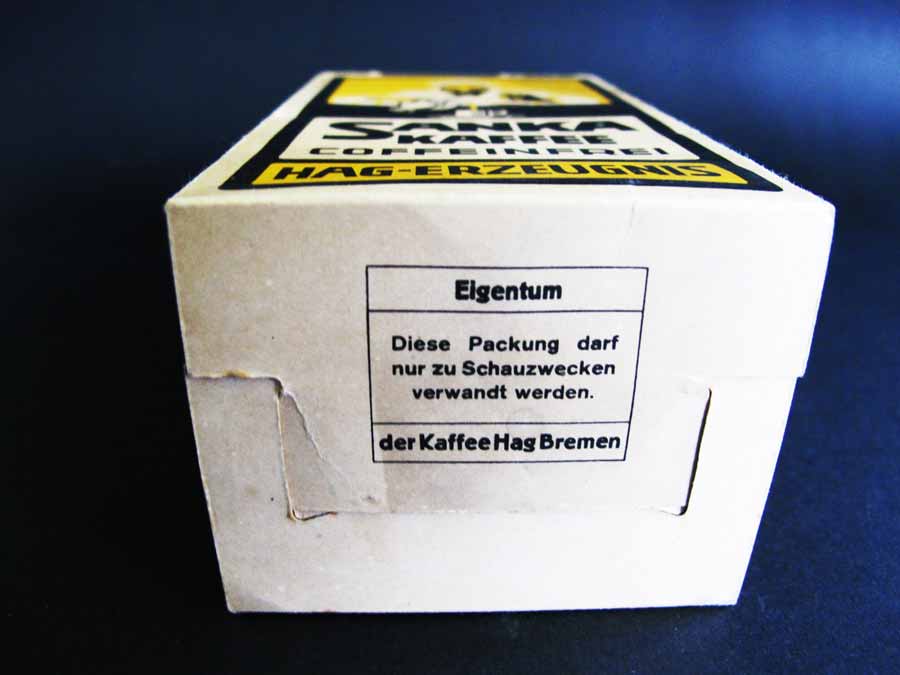 SANKA
KAFFEE
COFFEINFREI
HAG-ERZEUGNIS
Eigentum
Diese Packung darf
nur zu Schauzwecken
verwandt werden.
der Kaffee Hag Bremen